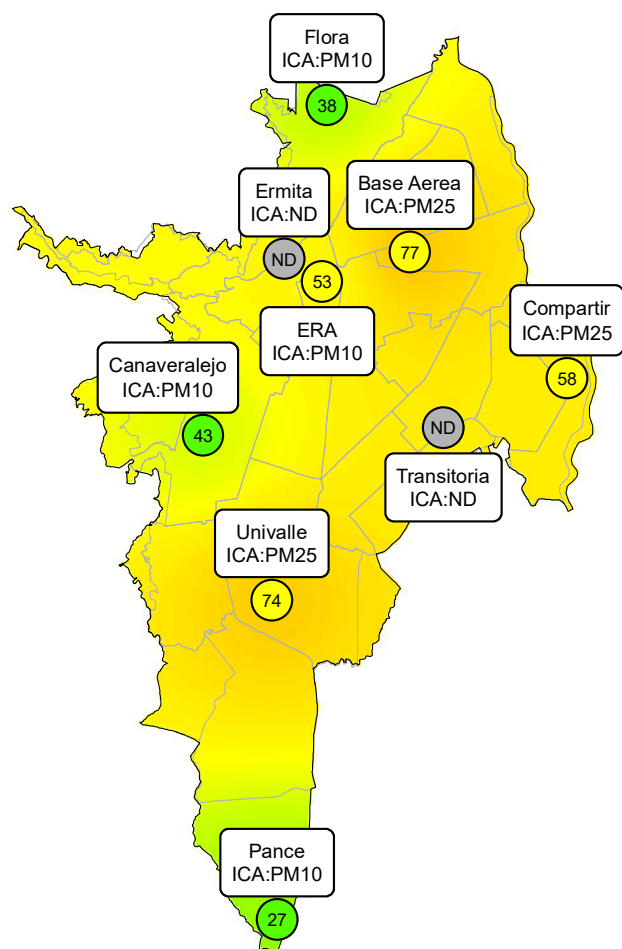 Flora
ICA:PM10
38
Ermita
ICA:ND
ND
Base Aerea
ICA:PM25
77
53
ERA
ICA:PM10
Compartir
ICA:PM25
58
Canaveralejo
ICA:PM10
43
ND
Transitoria
ICA:ND
Univalle
ICA:PM25
74
Pance
ICA:PM10
27